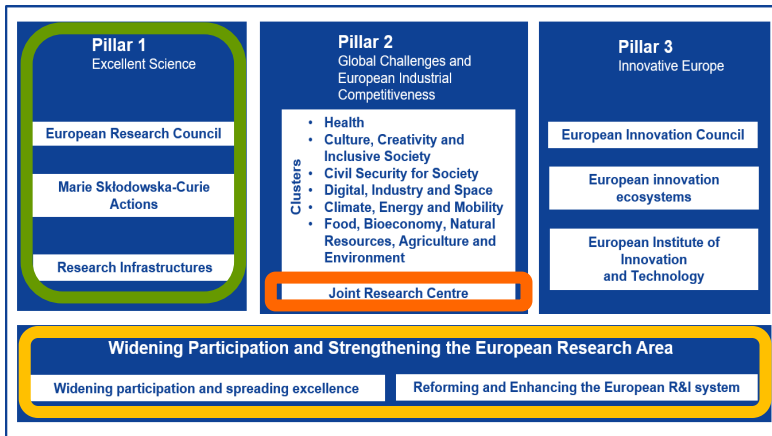 Pillar 1
Excellent Science
European Research Council
Marie Skłodowska-Curie
Actions
Research Infrastructures
Pillar 2
Global Challenges and
European Industrial
Competitiveness
Clusters
• Health
• Culture, Creativity and
Inclusive Society
• Civil Security for Society
• Digital, Industry and Space
• Climate, Energy and Mobility
• Food, Bioeconomy, Natural
Resources, Agriculture and
Environment
Joint Research Centre
Pillar 3
Innovative Europe
European Innovation Council
European innovation
ecosystems
European Institute of
Innovation
and Technology
Widening Participation and Strengthening the European Research Area
Widening participation and spreading excellence
Reforming and Enhancing the European R&I system